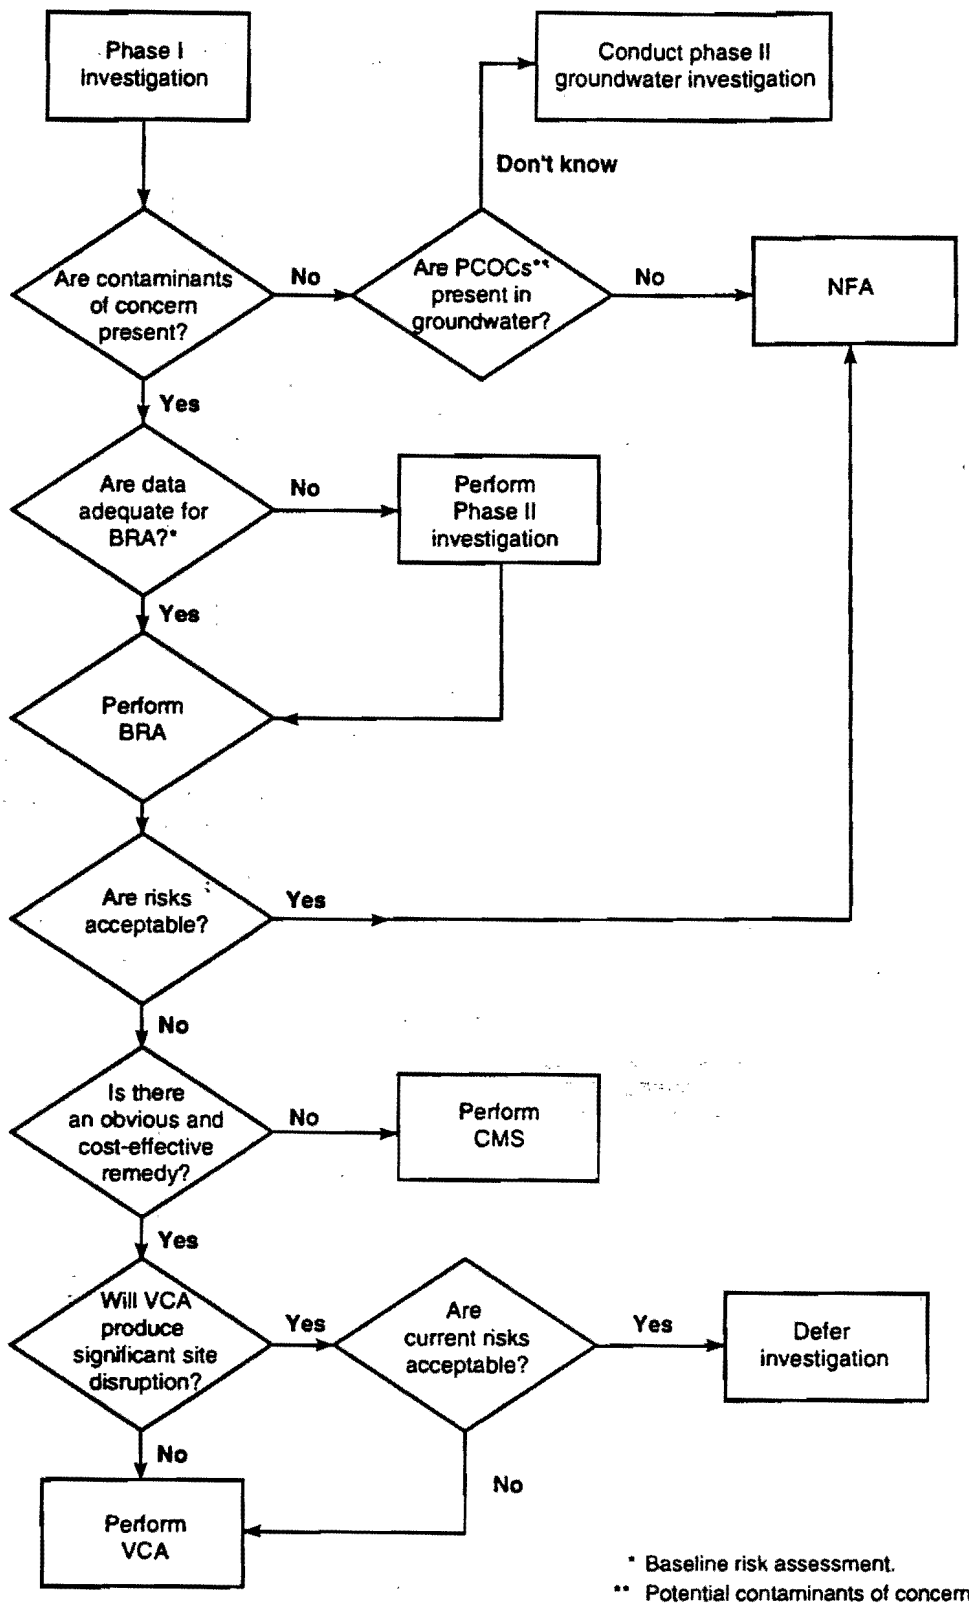 Phase I
Investigation
Conduct phase II
groundwater investigation
Don't know
Are contaminants
of concern
present?
No
Are PCOCs**
present in
groundwater?
No
NFA
Yes
Are data
adequate for
BRA?*
No
Perform
Phase II
investigation
Yes
Perform
BRA
Are risks
acceptable?
Yes
No
Is there
an obvious and
cost-effective
remedy?
No
Perform
CMS
Yes
Will VCA
produce
significant site
disruption?
Yes
Are
current risks
acceptable?
Yes
Defer
investigation
No
No
Perform
VCA
* Baseline risk assessment.
** Potential contaminants of concern